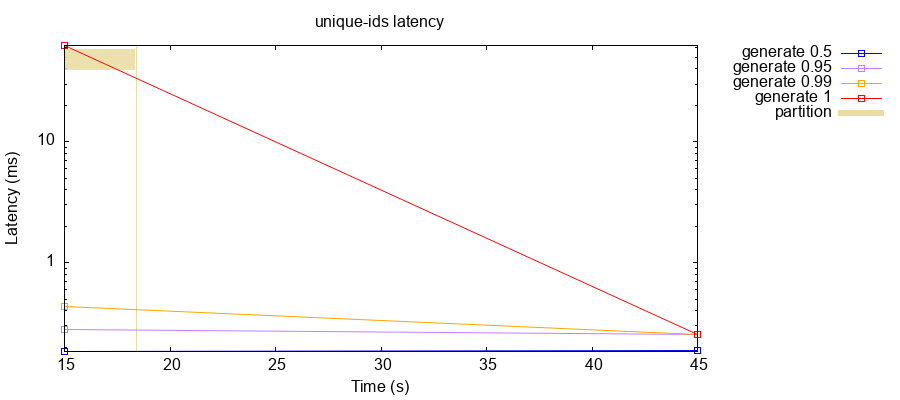 unique-ids latency
generate 0.5
generate 0.95
generate 0.99
generate 1
partition
10
1
Latency (ms)
15 20 25 30 35 40 45
Time (s)